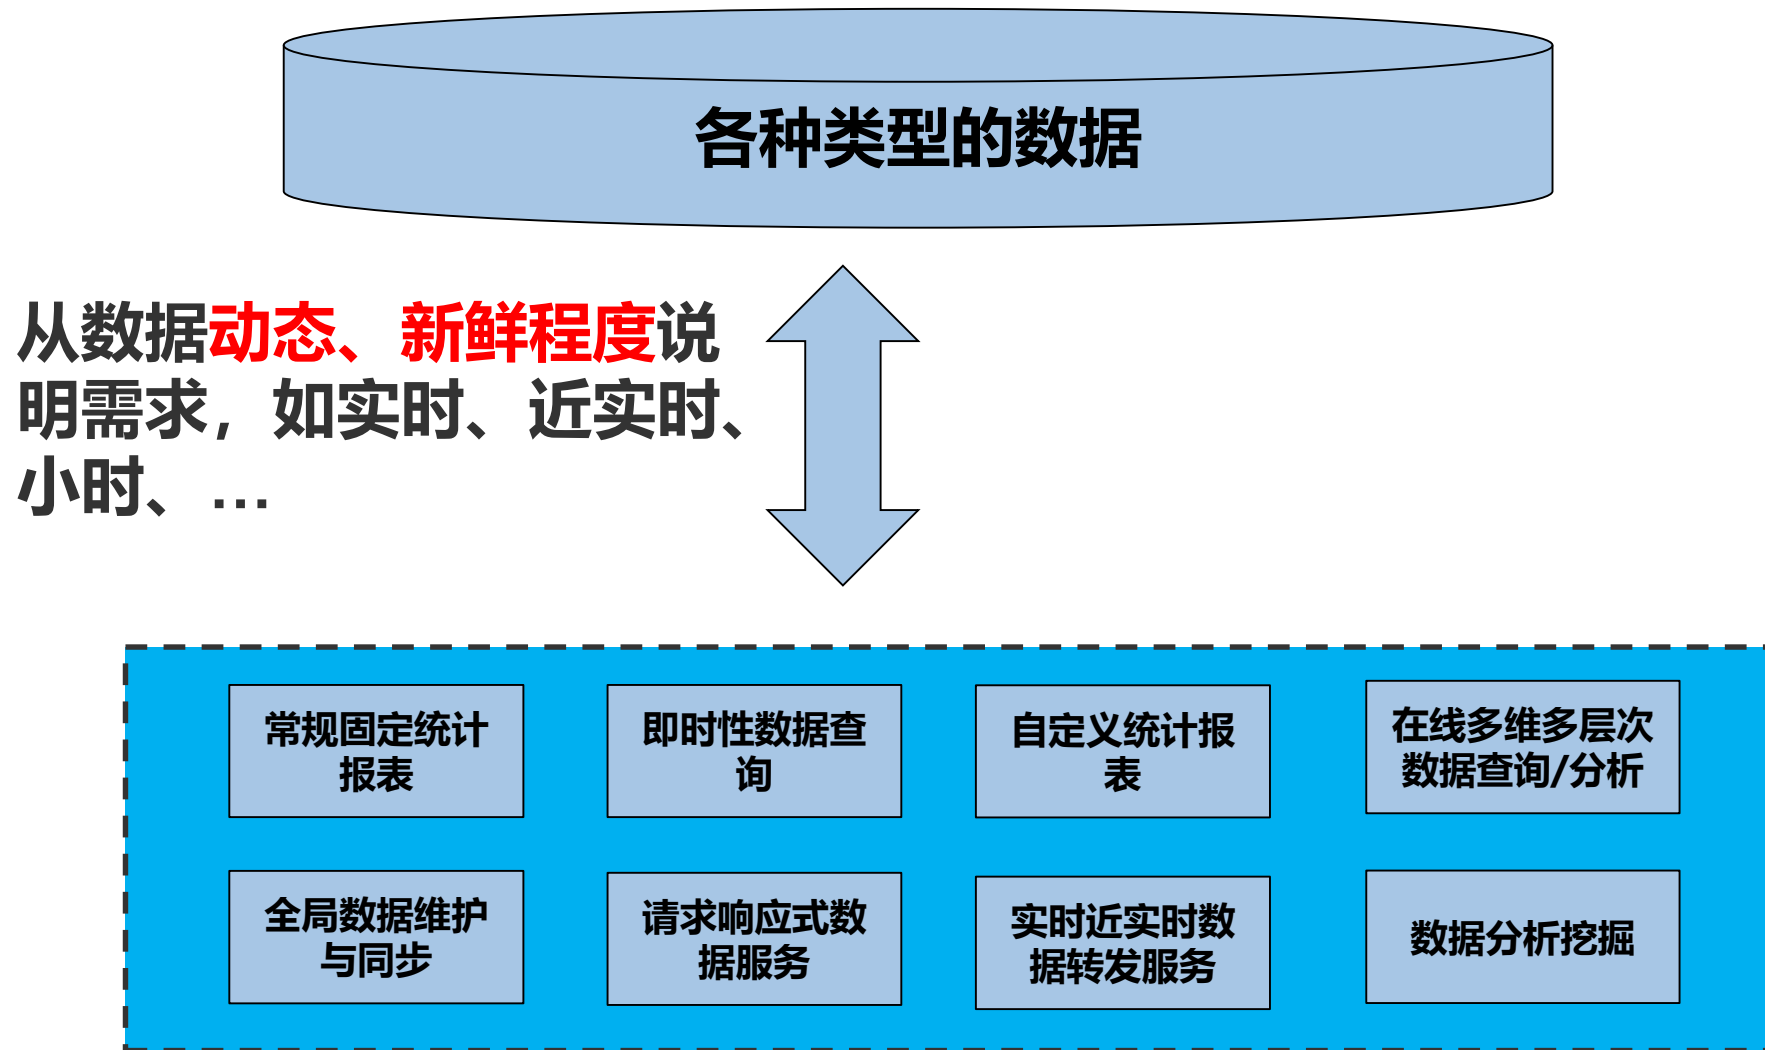 各种类型的数据
从数据动态、新鲜程度说
明需求，如实时、近实时、
小时、…
常规固定统计
报表
即时性数据查
询
自定义统计报
表
在线多维多层次
数据查询/分析
全局数据维护
与同步
请求响应式数
据服务
实时近实时数
据转发服务
数据分析挖掘